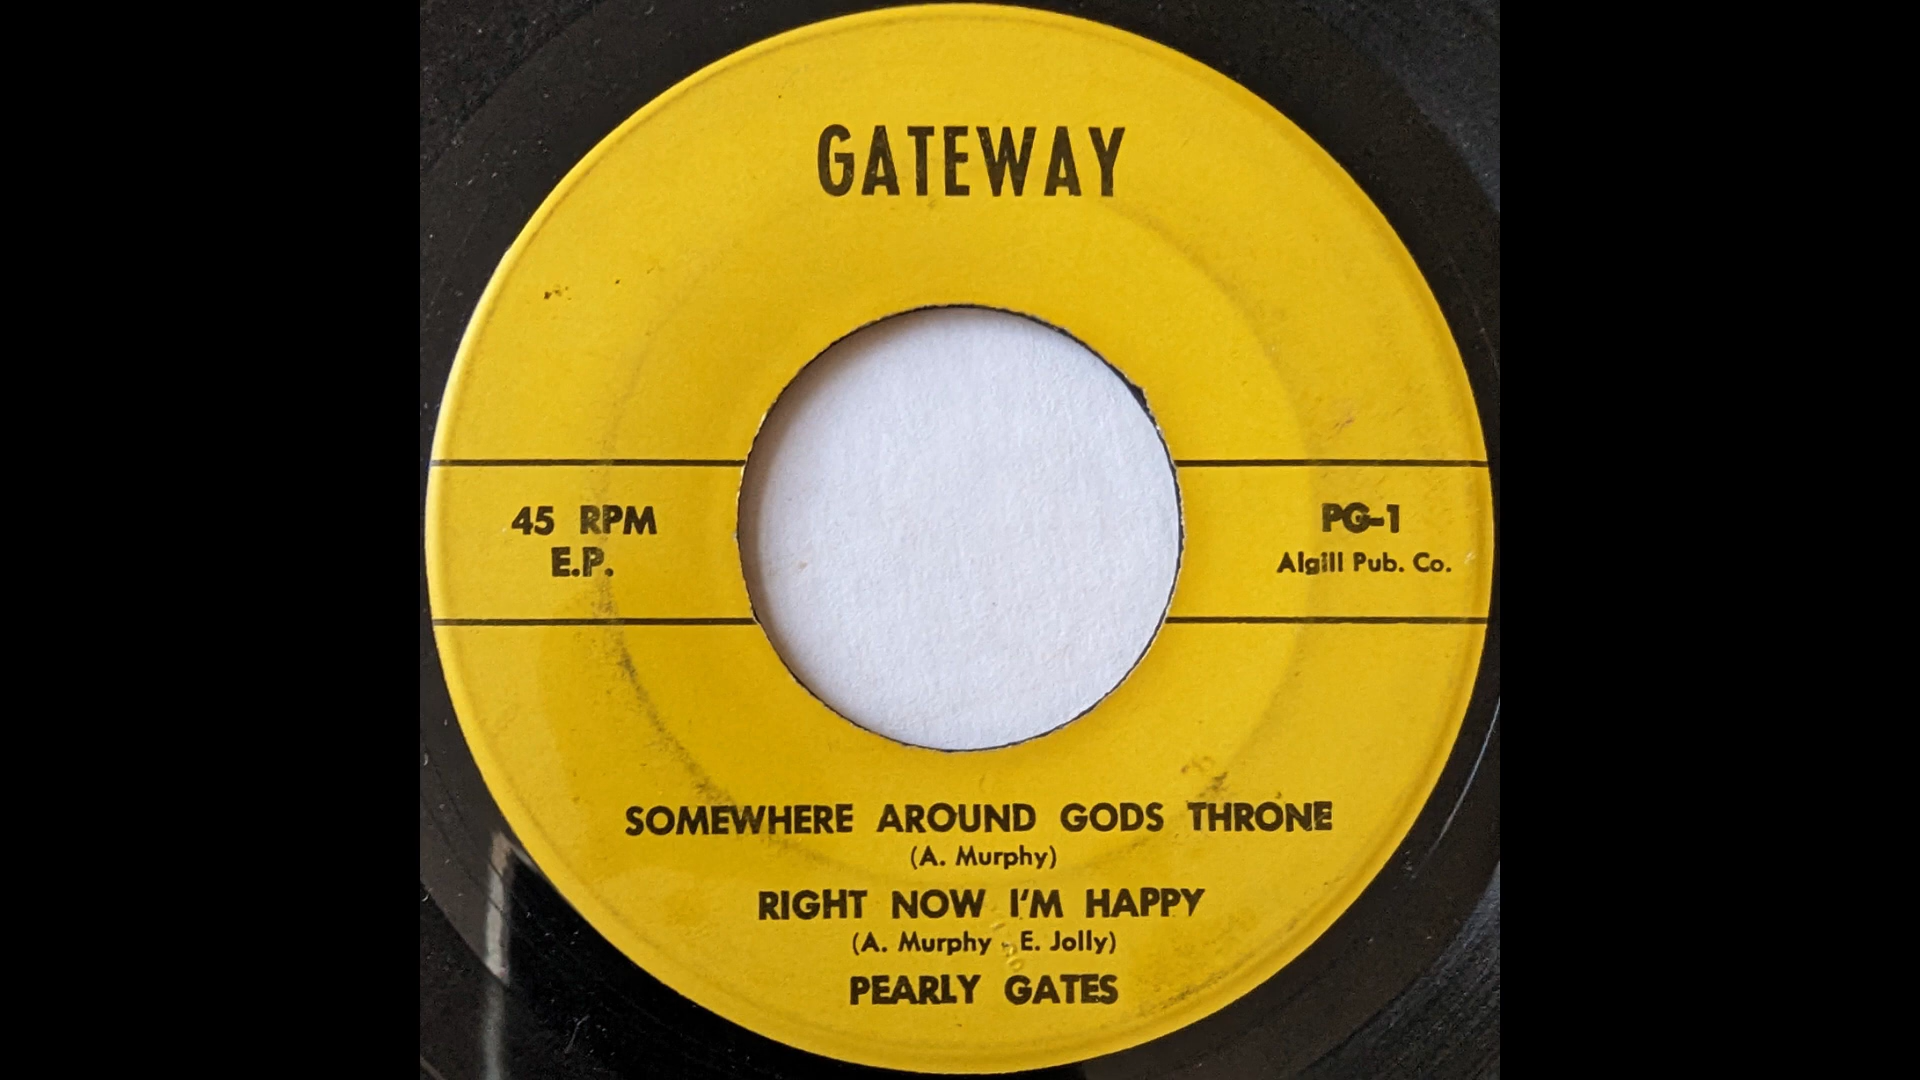 GATEWAY
45 RPM
E.P.
PG-1
Algill Pub. Co.
SOMEWHERE AROUND GODS THRONE
(A. Murphy)
RIGHT NOW I'M HAPPY
(A. Murphy - E. Jolly)
PEARLY GATES